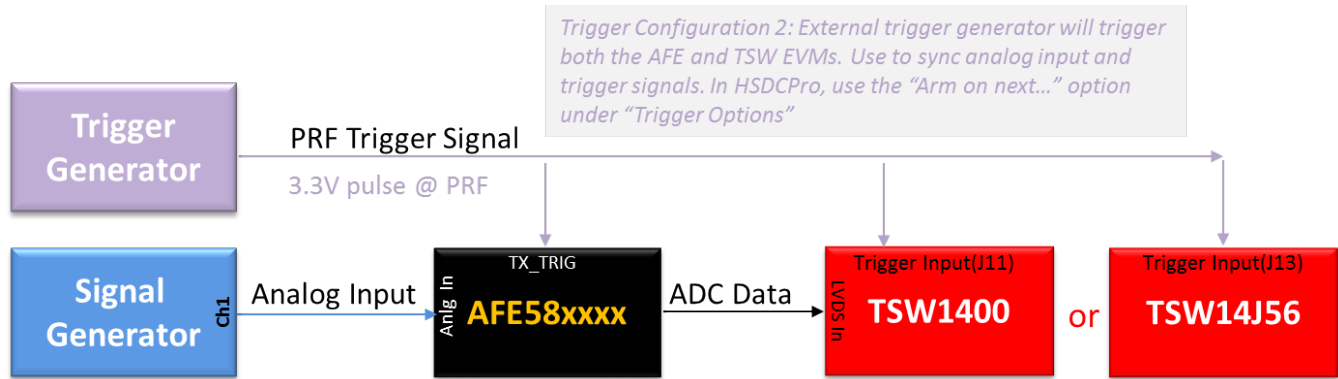 Trigger Configuration 2: External trigger generator will trigger
both the AFE and TSW EVMs. Use to sync analog input and
trigger signals. In HSDCPro, use the “Arm on next…” option
under “Trigger Options”
Trigger
Generator
PRF Trigger Signal
3.3V pulse @ PRF
Signal
Generator
Ch1
Analog Input
Anlg In
TX_TRIG
AFE58xxxx
ADC Data
LVDS In
Trigger Input(J11)
TSW1400
or
Trigger Input(J13)
TSW14J56